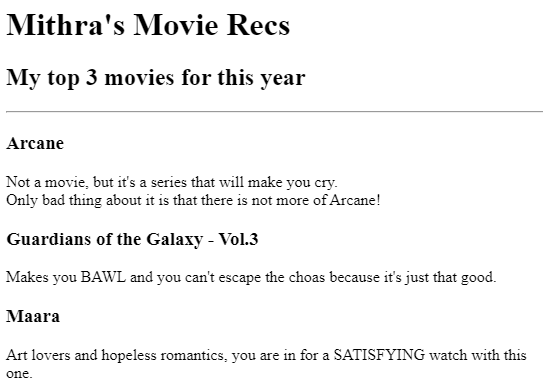 Mithra's Movie Recs
My top 3 movies for this year
Arcane
Not a movie, but it's a series that will make you cry.
Only bad thing about it is that there is not more of Arcane!
Guardians of the Galaxy - Vol.3
Makes you BAWL and you can't escape the choas because it's just that good.
Maara
Art lovers and hopeless romantics, you are in for a SATISFYING watch with this
one.